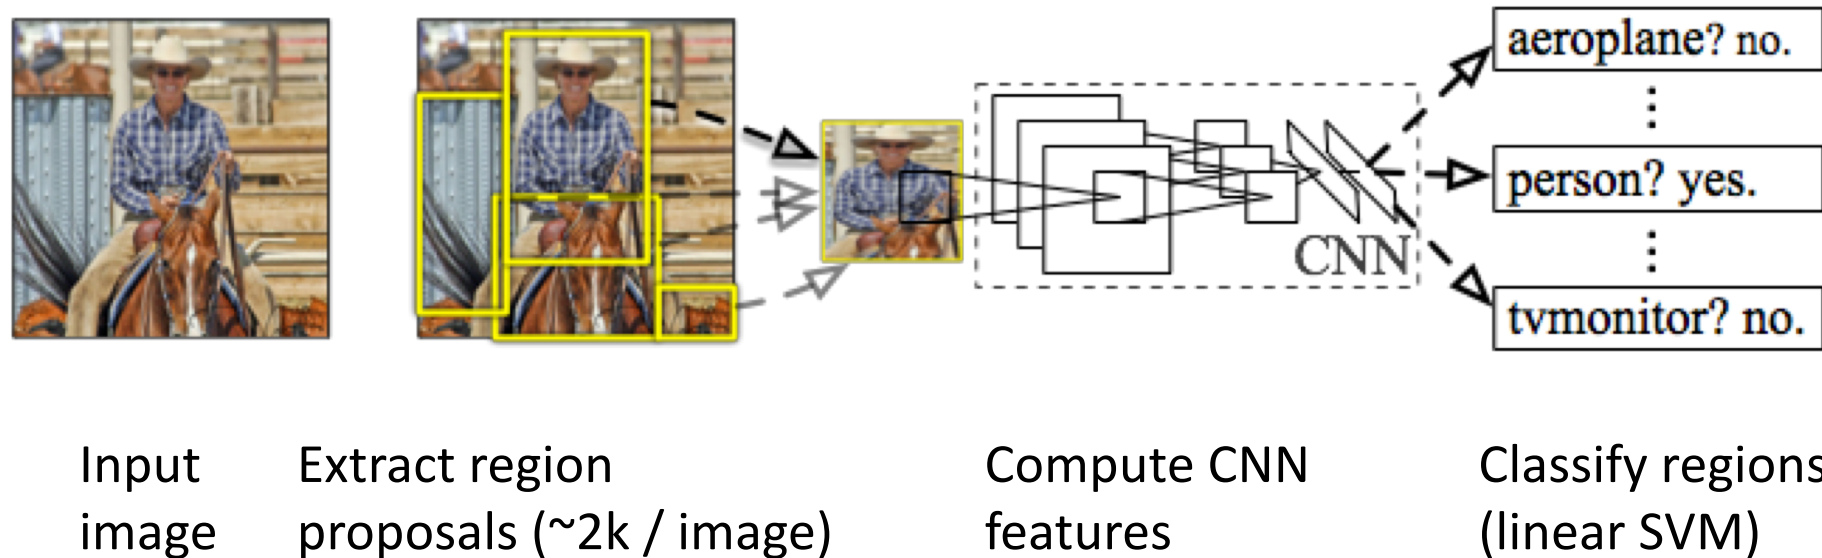 aeroplane? no.
person? yes.
CNN
tvmonitor? no.
Input image
Extract region proposals (~2k / image)
Compute CNN features
Classify regions (linear SVM)